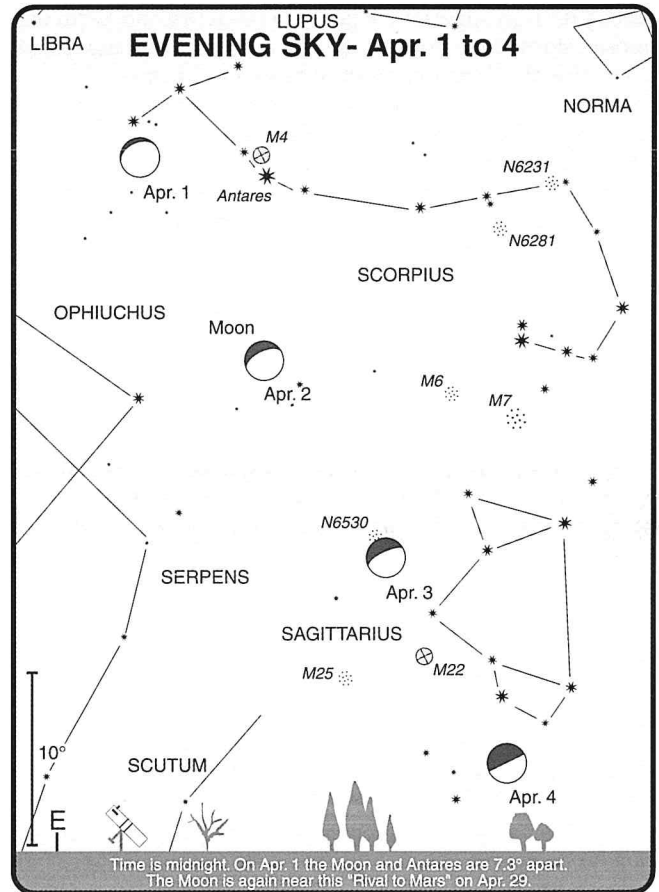 LUPUS
LIBRA
EVENING SKY- Apr. 1 to 4
NORMA
M4
N6231
Apr. 1
Antares
N6281
SCORPIUS
OPHIUCHUS
Moon
Apr. 2
M6
M7
N6530
SERPENS
Apr. 3
SAGITTARIUS
M22
M25
10°
SCUTUM
Apr. 4
E
Time is midnight. On Apr. 1 the Moon and Antares are 7.3° apart.
The Moon is again near this "Rival to Mars" on Apr. 29.